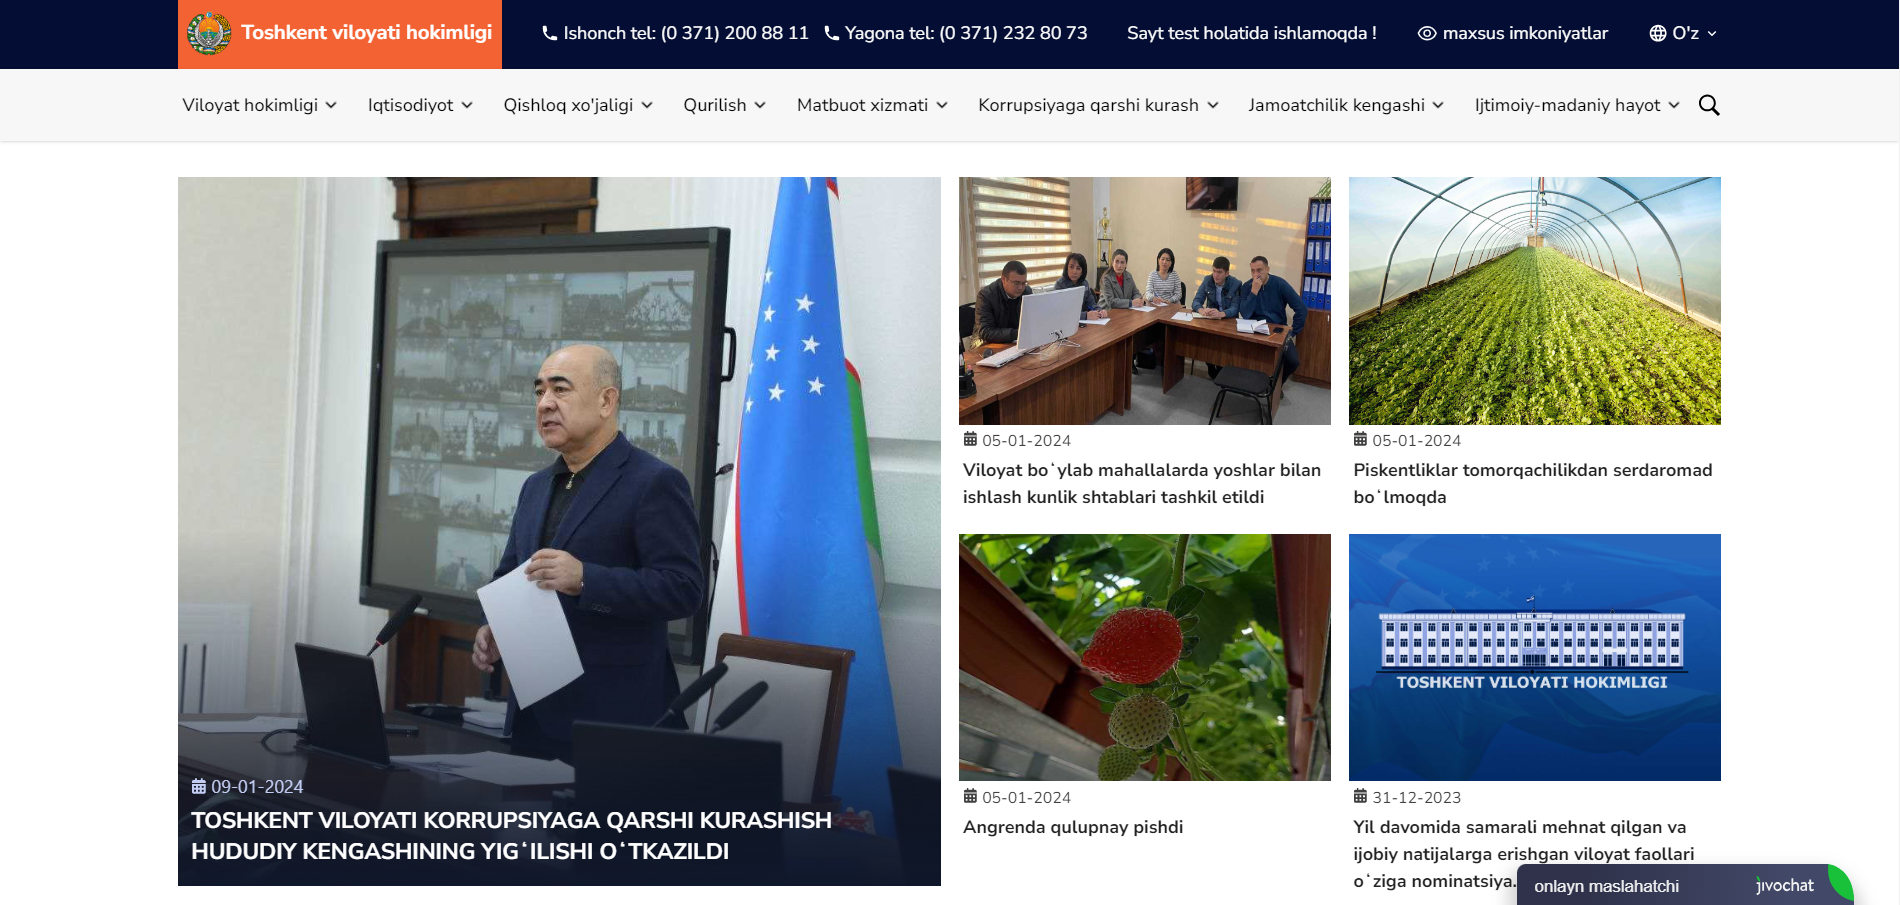 Toshkent viloyati hokimligi
Ishonch tel: (0 371) 200 88 11
Yagona tel: (0 371) 232 80 73
Sayt test holatida ishlamoqda !
maxsus imkoniyatlar
O'z
Viloyat hokimligi
Iqtisodiyot
Qishloq xo'jaligi
Qurilish
Matbuot xizmati
Korrupsiyaga qarshi kurash
Jamoatchilik kengashi
Ijtimoiy-madaniy hayot
09-01-2024
TOSHKENT VILOYATI KORRUPSIYAGA QARSHI KURASHISH
HUDUDIY KENGASHINING YIGʻILISHI OʻTKAZILDI
05-01-2024
Viloyat boʻylab mahallalarda yoshlar bilan
ishlash kunlik shtablari tashkil etildi
05-01-2024
Piskentliklar tomorqachilikdan serdaromad
boʻlmoqda
05-01-2024
Angrenda qulupnay pishdi
TOSHKENT VILOYATI HOKIMLIGI
31-12-2023
Yil davomida samarali mehnat qilgan va
ijobiy natijalarga erishgan viloyat faollari
oʻziga nominatsiya.
onlayn maslahatchi
jivochat